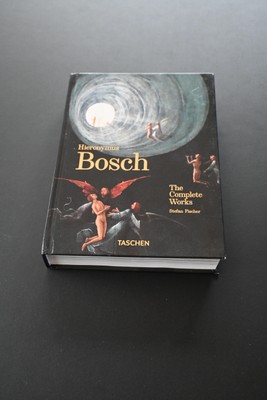 Hieronymus
Bosch
The Complete
Works
Stefan Fischer
TASCHEN